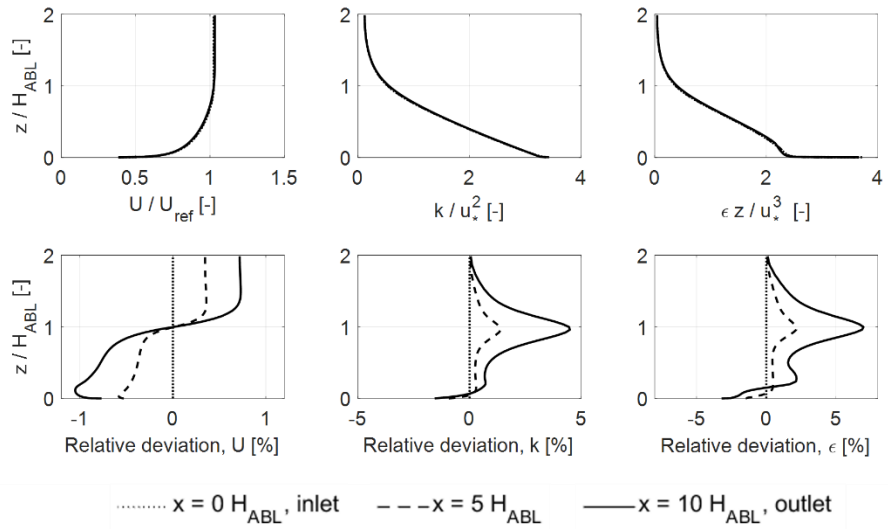 z / H_ABL [-]
2
1
0
0 0.5 1 1.5
U / U_ref [-]
2
1
0
0 2 4
k / u_*^2 [-]
2
1
0
0 2 4
ϵ z / u_*^3 [-]
z / H_ABL [-]
2
1
0
-1 0 1
Relative deviation, U [%]
2
1
0
-5 0 5
Relative deviation, k [%]
2
1
0
-5 0 5
Relative deviation, ϵ [%]
x = 0 H_ABL, inlet x = 5 H_ABL x = 10 H_ABL, outlet